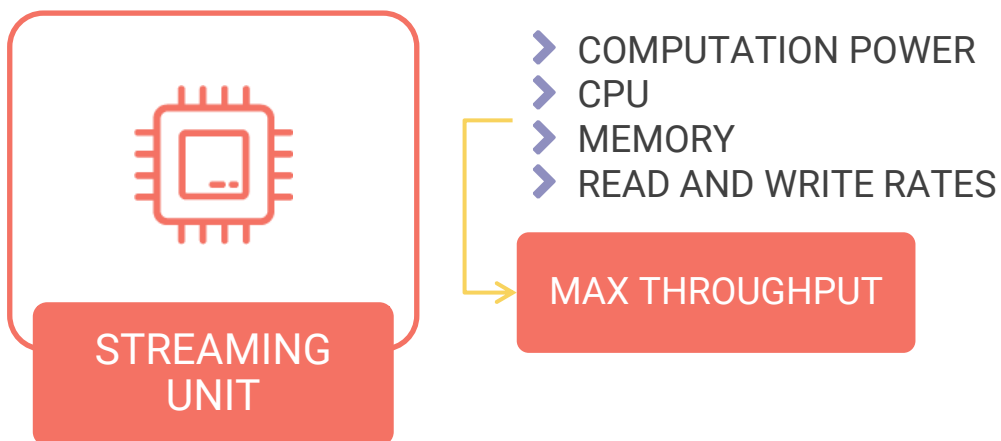 COMPUTATION POWER
CPU
MEMORY
READ AND WRITE RATES
MAX THROUGHPUT
STREAMING
UNIT